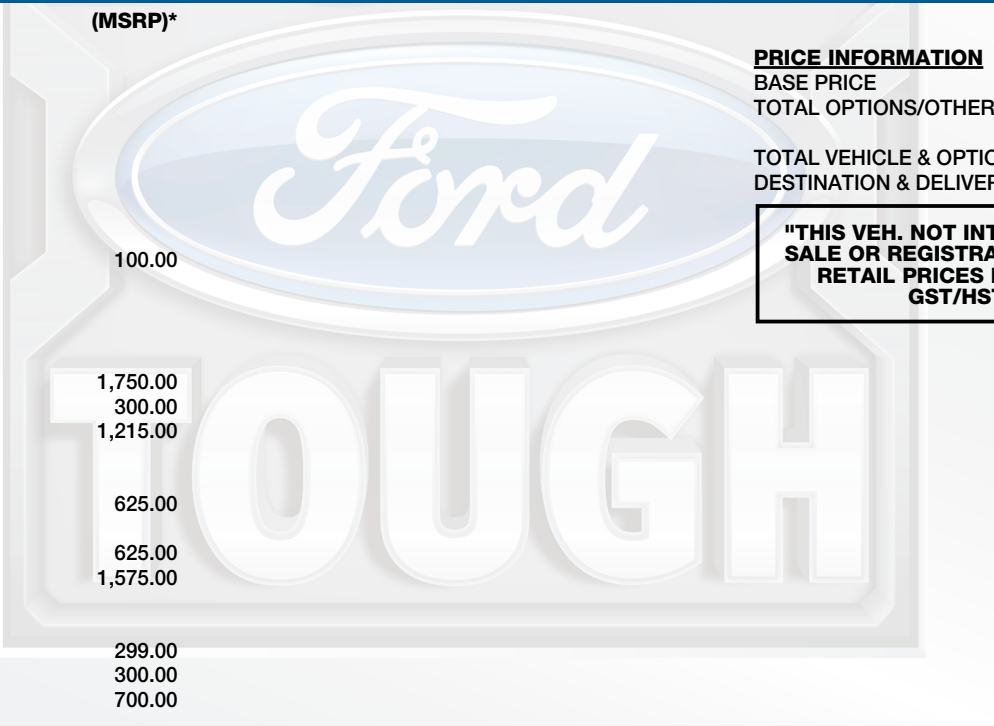 (MSRP)*
100.00
1,750.00
300.00
1,215.00
625.00
625.00
1,575.00
299.00
300.00
700.00
PRICE INFORMATION
BASE PRICE
TOTAL OPTIONS/OTHER
TOTAL VEHICLE & OPTIO
DESTINATION & DELIVER
"THIS VEH. NOT INT
SALE OR REGISTRA
RETAIL PRICES
GST/HST
Ford
TOUGH